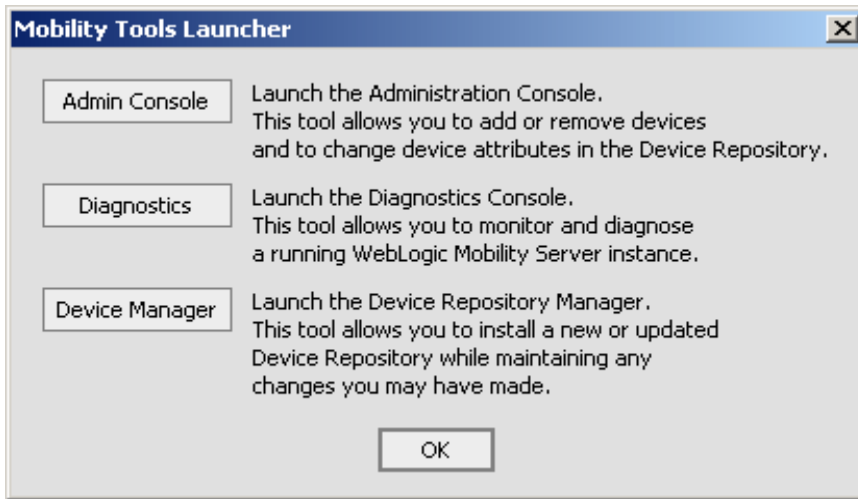 Mobility Tools Launcher
Admin Console
Launch the Administration Console.
This tool allows you to add or remove devices
and to change device attributes in the Device Repository.
Diagnostics
Launch the Diagnostics Console.
This tool allows you to monitor and diagnose
a running WebLogic Mobility Server instance.
Device Manager
Launch the Device Repository Manager.
This tool allows you to install a new or updated
Device Repository while maintaining any
changes you may have made.
OK